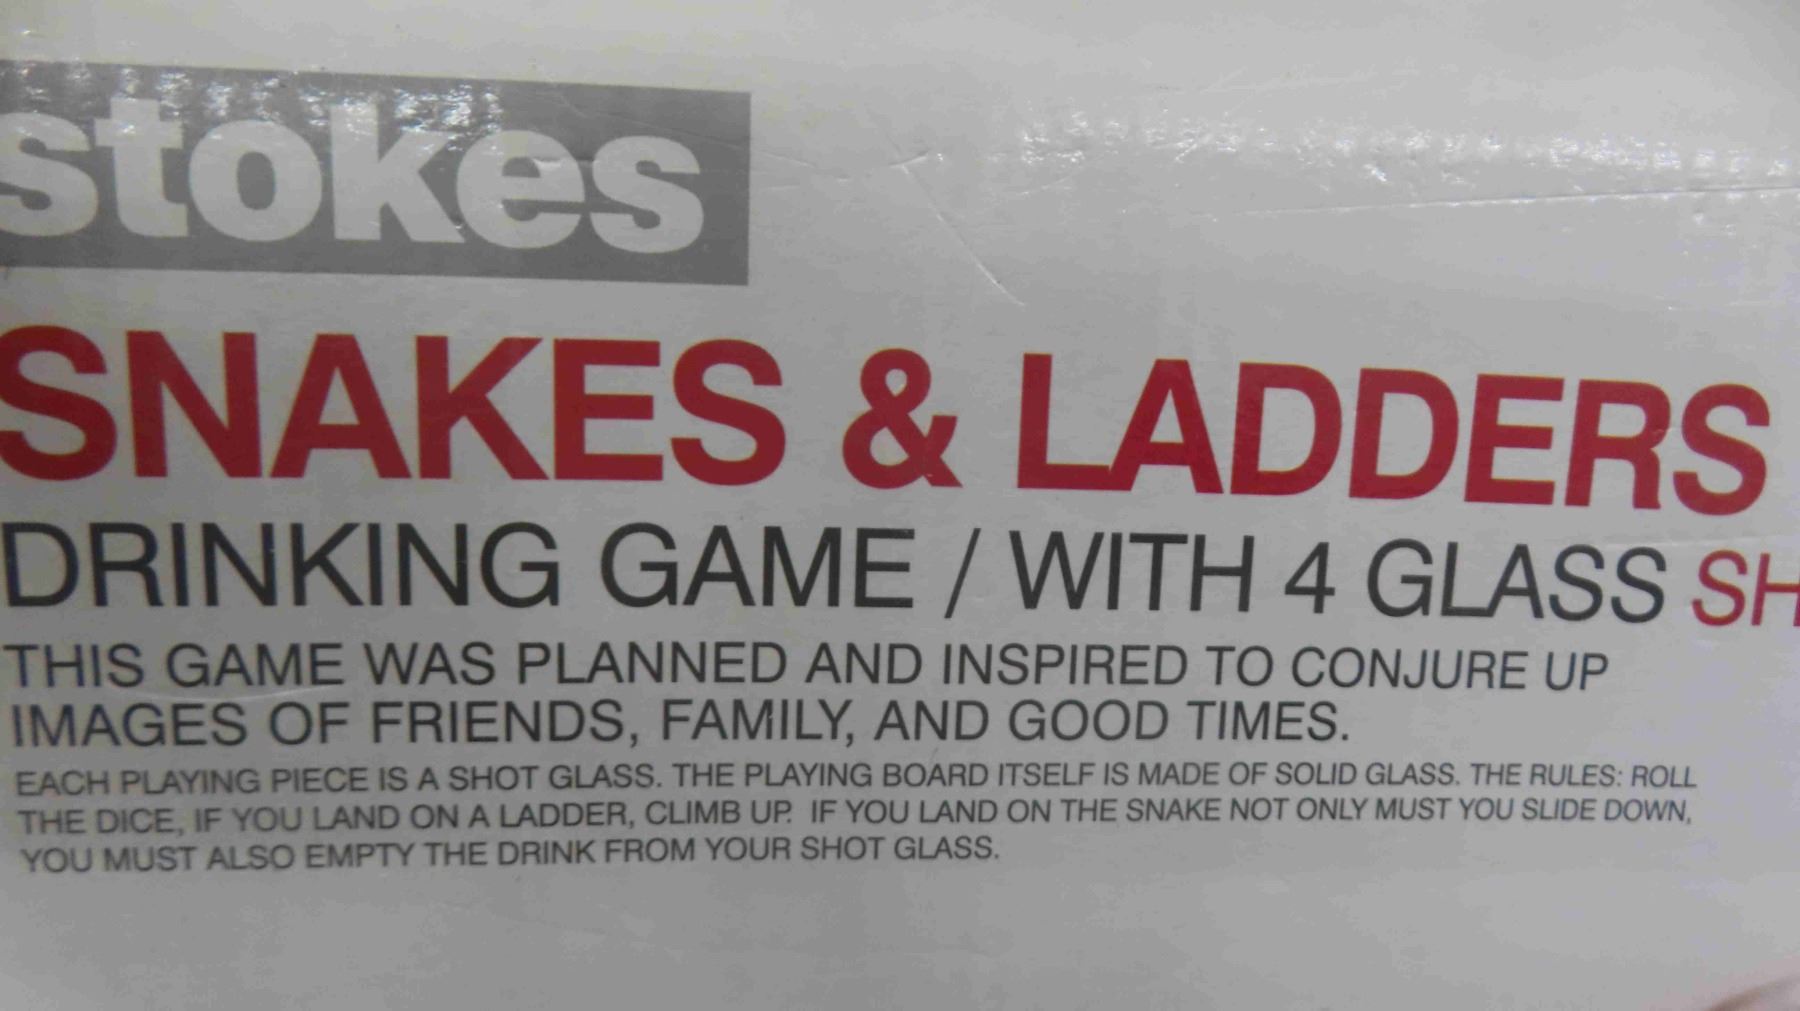 stokes
SNAKES & LADDERS
DRINKING GAME / WITH 4 GLASS SH
THIS GAME WAS PLANNED AND INSPIRED TO CONJURE UP
IMAGES OF FRIENDS, FAMILY, AND GOOD TIMES.
EACH PLAYING PIECE IS A SHOT GLASS. THE PLAYING BOARD ITSELF IS MADE OF SOLID GLASS. THE RULES: ROLL
THE DICE, IF YOU LAND ON A LADDER, CLIMB UP. IF YOU LAND ON THE SNAKE NOT ONLY MUST YOU SLIDE DOWN,
YOU MUST ALSO EMPTY THE DRINK FROM YOUR SHOT GLASS.